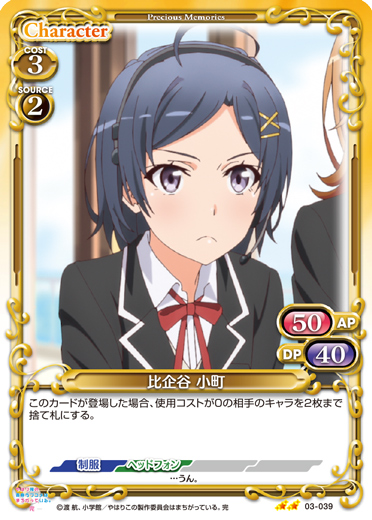 Precious Memories
Character
COST
3
SOURCE
2
50 AP
DP 40
比企谷 小町
このカードが登場した場合、使用コストが0の相手のキャラを2枚まで
捨て札にする。
制服 ヘッドフォン
…うん。
©渡 航、小学館／やはりこの製作委員会はまちがっている。完
03-039